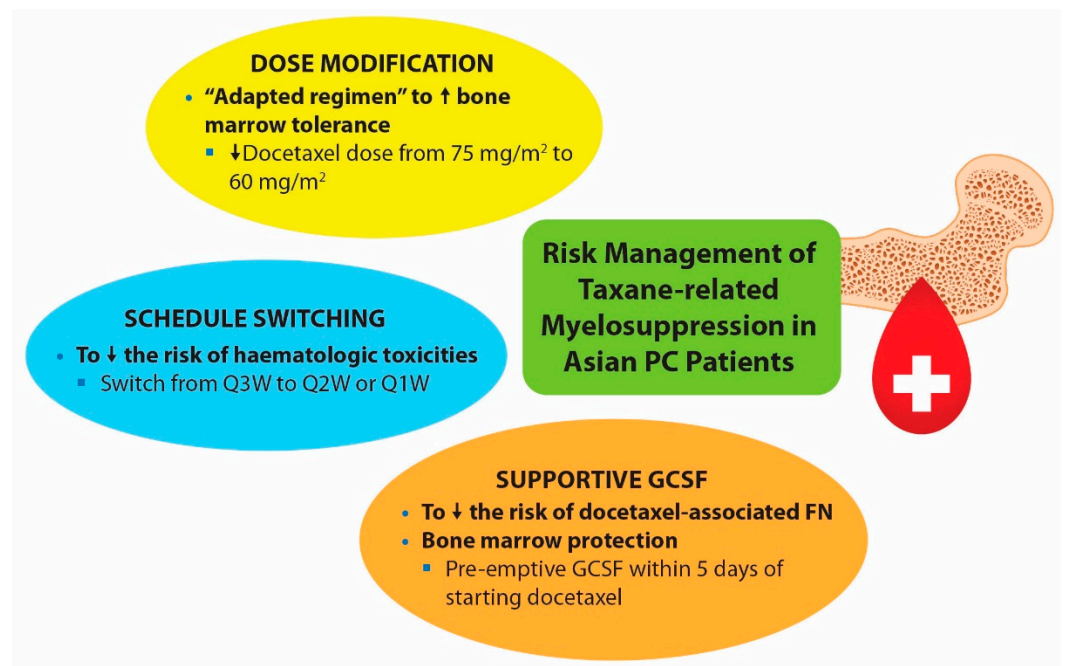 DOSE MODIFICATION
• “Adapted regimen” to ↑ bone
marrow tolerance
▪ ↓Docetaxel dose from 75 mg/m² to
60 mg/m²
Risk Management of
Taxane-related
Myelosuppression in
Asian PC Patients
SCHEDULE SWITCHING
• To ↓ the risk of haematologic toxicities
▪ Switch from Q3W to Q2W or Q1W
SUPPORTIVE GCSF
• To ↓ the risk of docetaxel-associated FN
• Bone marrow protection
▪ Pre-emptive GCSF within 5 days of
starting docetaxel